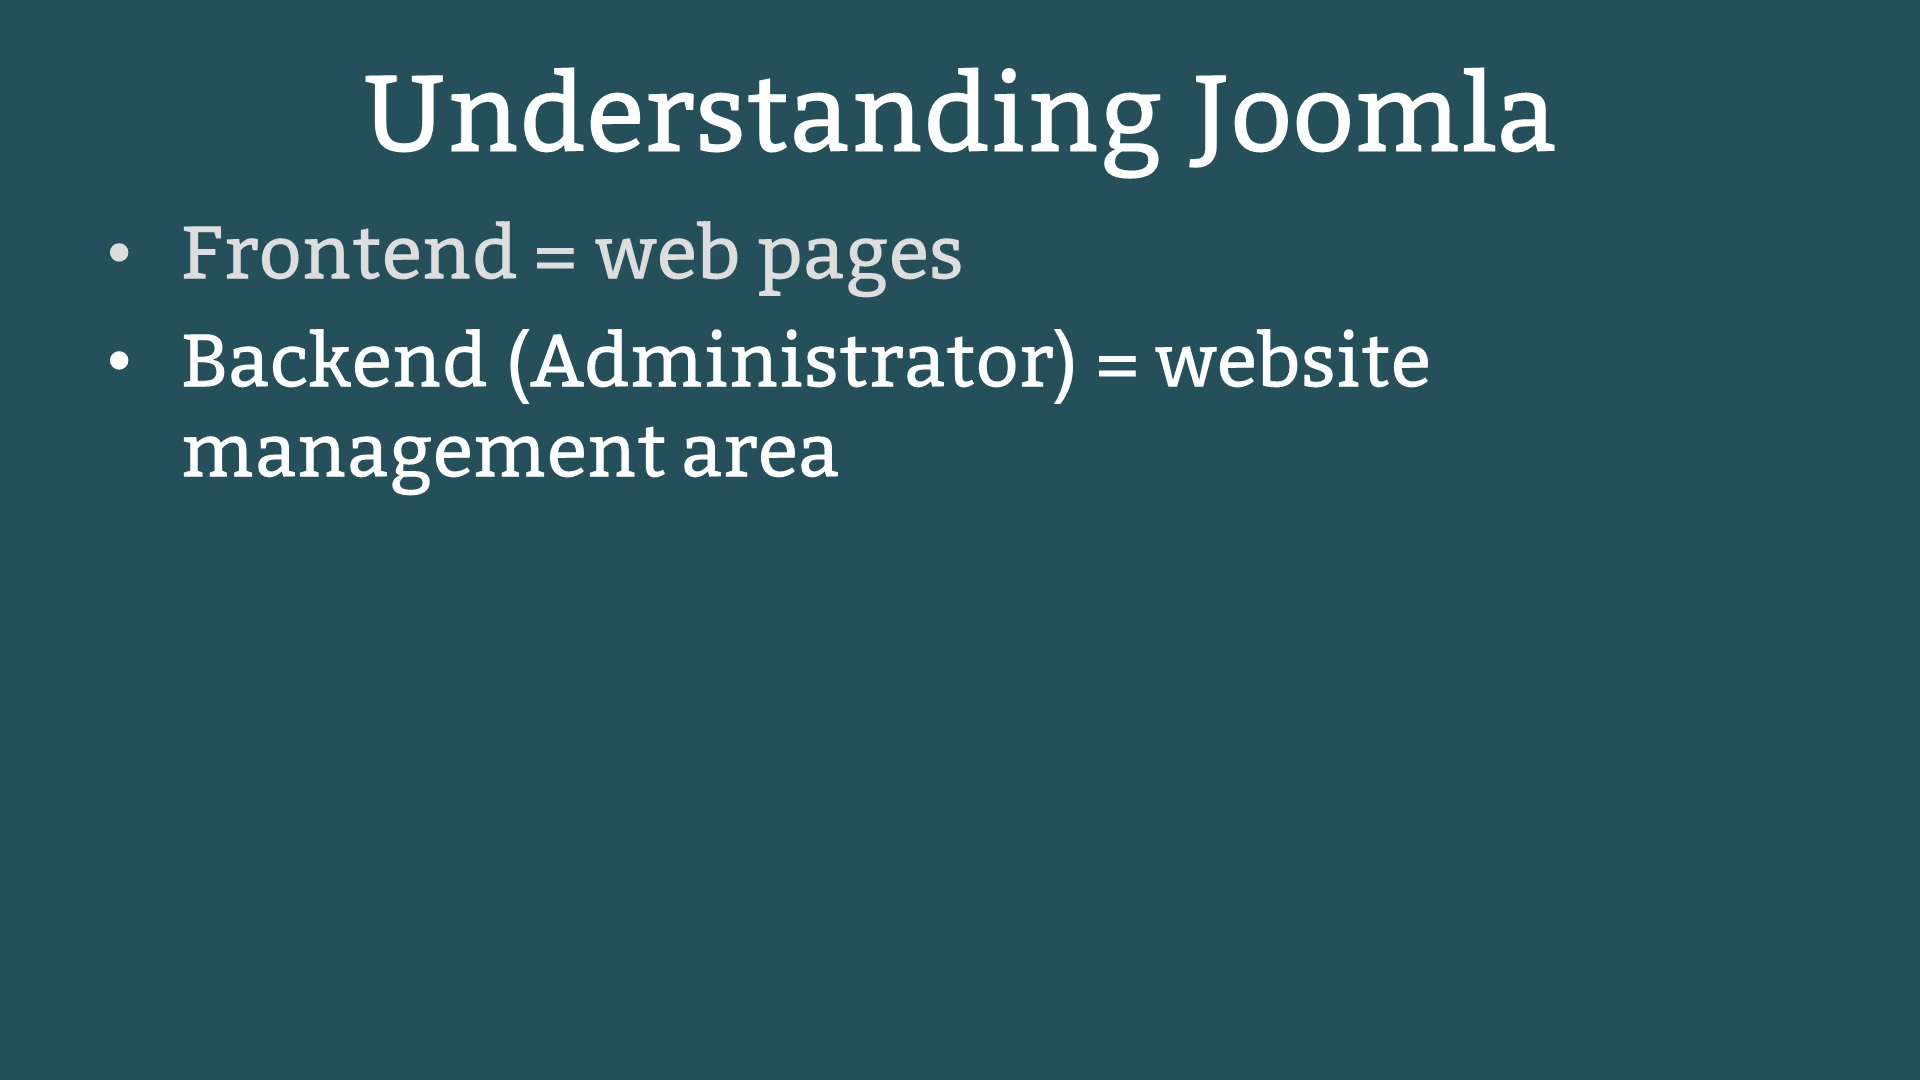 Understanding Joomla
• Frontend = web pages
• Backend (Administrator) = website
management area